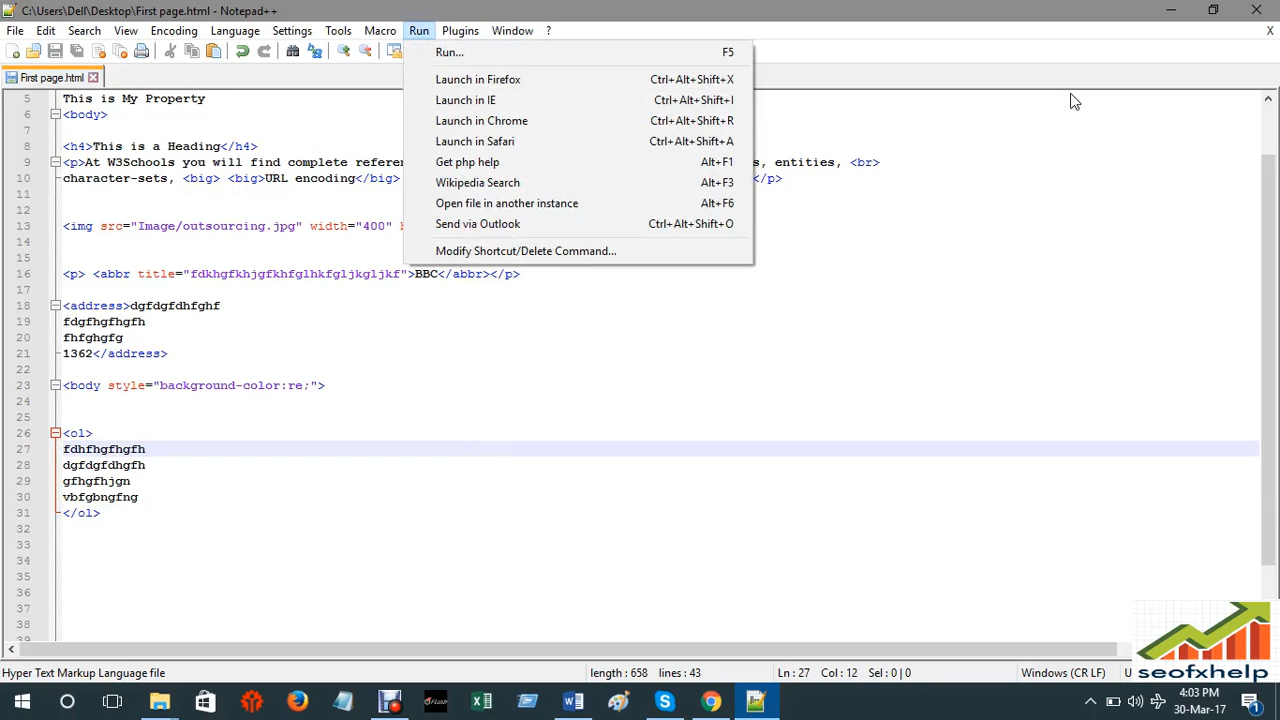 C:\Users\Dell\Desktop\First page.html - Notepad++
File Edit Search View Encoding Language Settings Tools Macro Run Plugins Window ? X
First page.html
Run... F5
Launch in Firefox Ctrl+Alt+Shift+X
Launch in IE Ctrl+Alt+Shift+I
Launch in Chrome Ctrl+Alt+Shift+R
Launch in Safari Ctrl+Alt+Shift+A
Get php help Alt+F1
Wikipedia Search Alt+F3
Open file in another instance Alt+F6
Send via Outlook Ctrl+Alt+Shift+O
Modify Shortcut/Delete Command...
5 This is My Property
6 <body>
7
8 <h4>This is a Heading</h4>
9 <p>At W3Schools you will find complete refere s, entities, <br>
10 character-sets, <big> <big>URL encoding</big> </p>
11
12
13 <img src="Image/outsourcing.jpg" width="400"
14
15
16 <p> <abbr title="fdkhgfkhjgfkhfglhkfgljkgljkf">BBC</abbr></p>
17
18 <address>dgfdgfdhfghf
19 fdgfhgfhgfh
20 fhfghgfg
21 1362</address>
22
23 <body style="background-color:re;">
24
25
26 <ol>
27 fdhfhgfhgfh
28 dgfdgfdhgfh
29 gfhgfhjgn
30 vbfgbngfng
31 </ol>
32
33
34
35
36
37
38
39
Hyper Text Markup Language file length : 658 lines : 43 Ln : 27 Col : 12 Sel : 0 | 0 Windows (CR LF) U
seofxhelp
4:03 PM
30-Mar-17